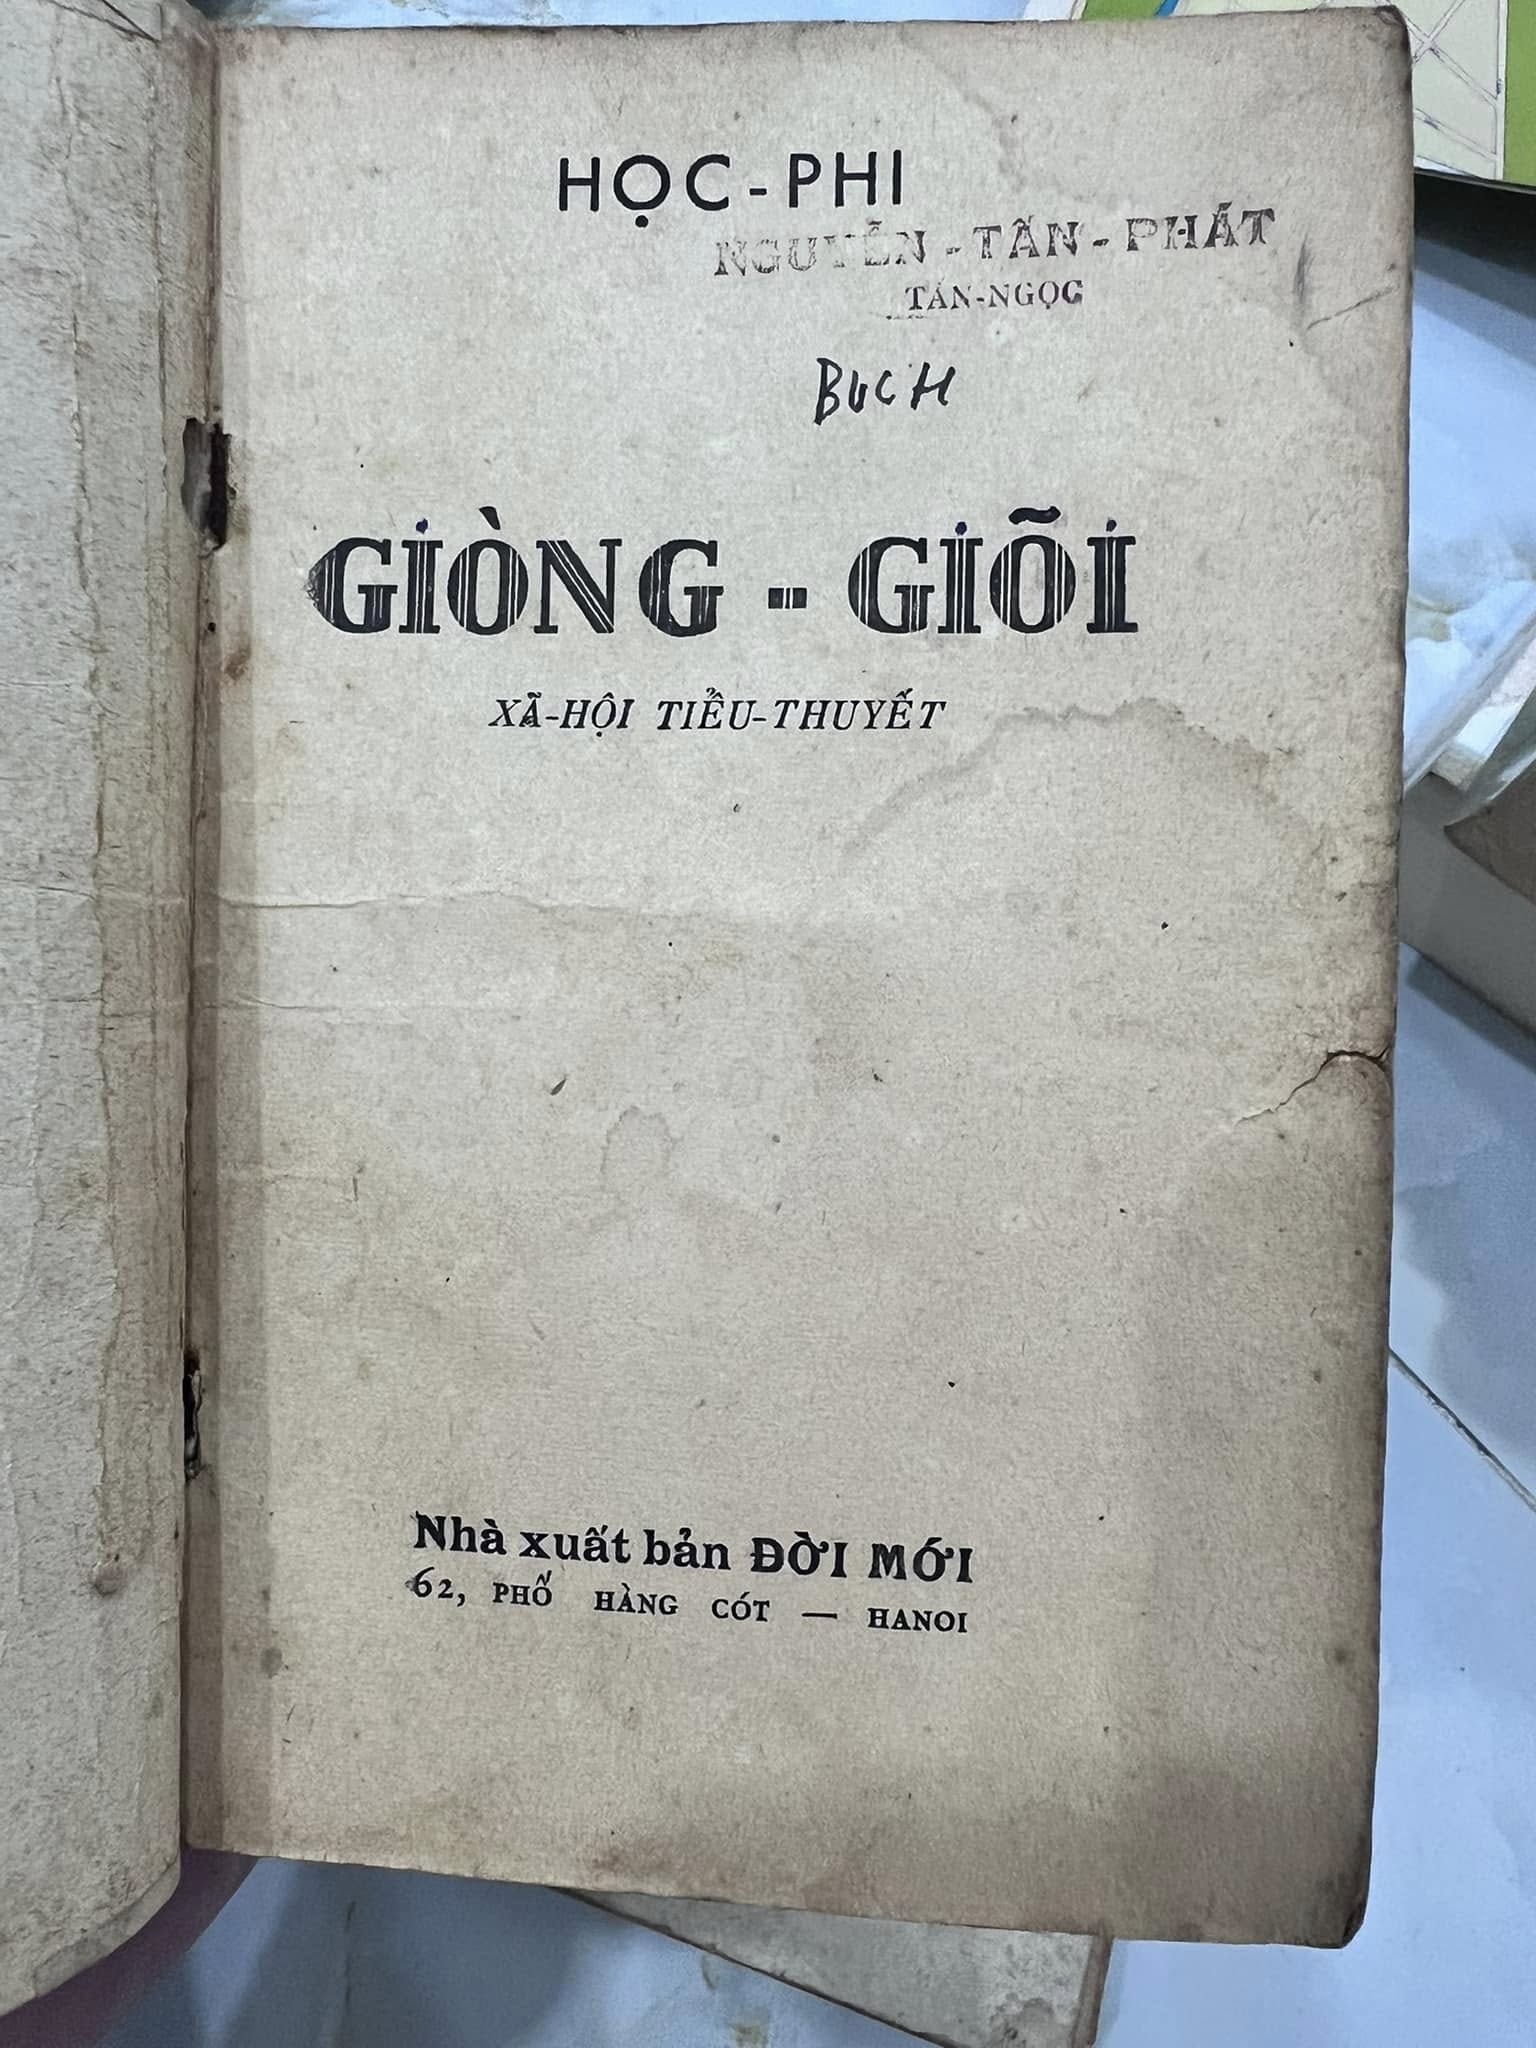 HỌC-PHI
NGUYỄN-TẤN-PHÁT
TÁN-NGỌC
BUCH
GIÒNG-GIÕI
XÃ-HỘI TIỂU-THUYẾT
Nhà xuất bản ĐỜI MỚI
62, PHỐ HÀNG CÓT — HANOI